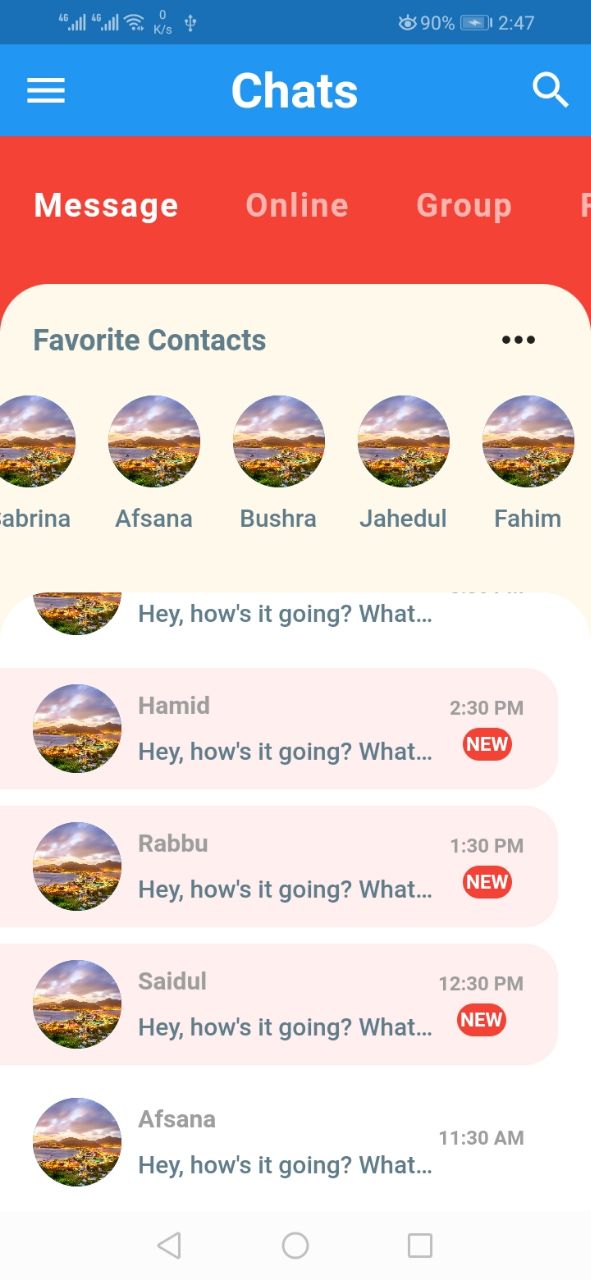 4G 4G 0 K/s 90% 2:47
Chats
Message Online Group F
Favorite Contacts
abrina Afsana Bushra Jahedul Fahim
Hey, how's it going? What...
Hamid 2:30 PM
Hey, how's it going? What... NEW
Rabbu 1:30 PM
Hey, how's it going? What... NEW
Saidul 12:30 PM
Hey, how's it going? What... NEW
Afsana
11:30 AM
Hey, how's it going? What...